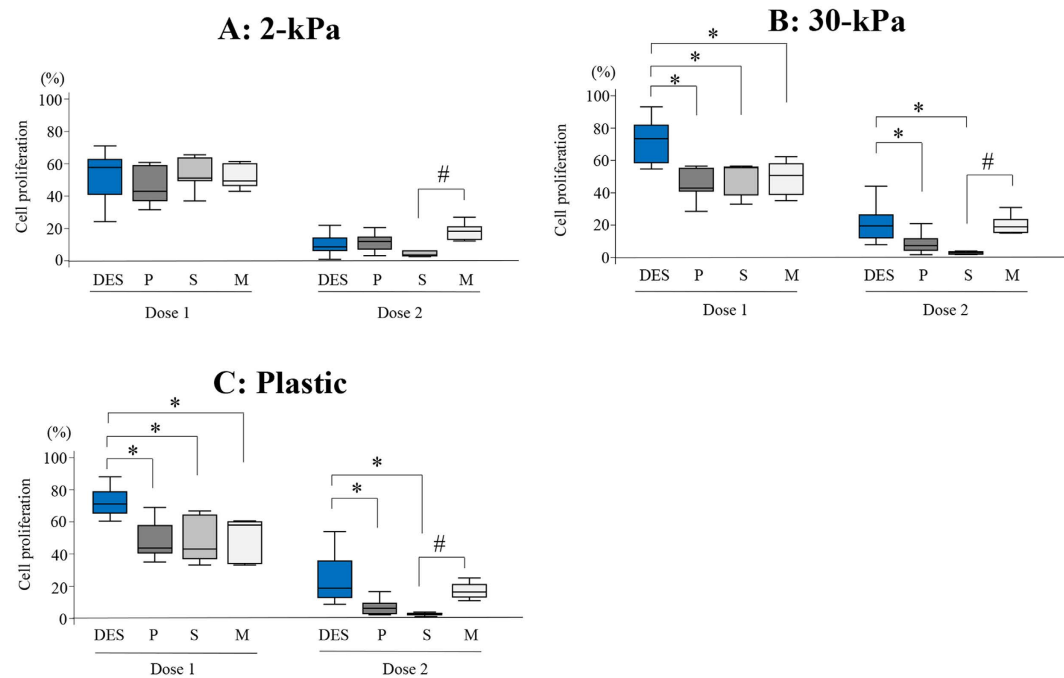 A: 2-kPa
(%)
Cell proliferation
100
80
60
40
20
0
#
DES P S M DES P S M
Dose 1 Dose 2
B: 30-kPa
(%)
Cell proliferation
100
80
60
40
20
0
*
*
*
*
*
#
DES P S M DES P S M
Dose 1 Dose 2
C: Plastic
(%)
Cell proliferation
100
80
60
40
20
0
*
*
*
*
*
#
DES P S M DES P S M
Dose 1 Dose 2